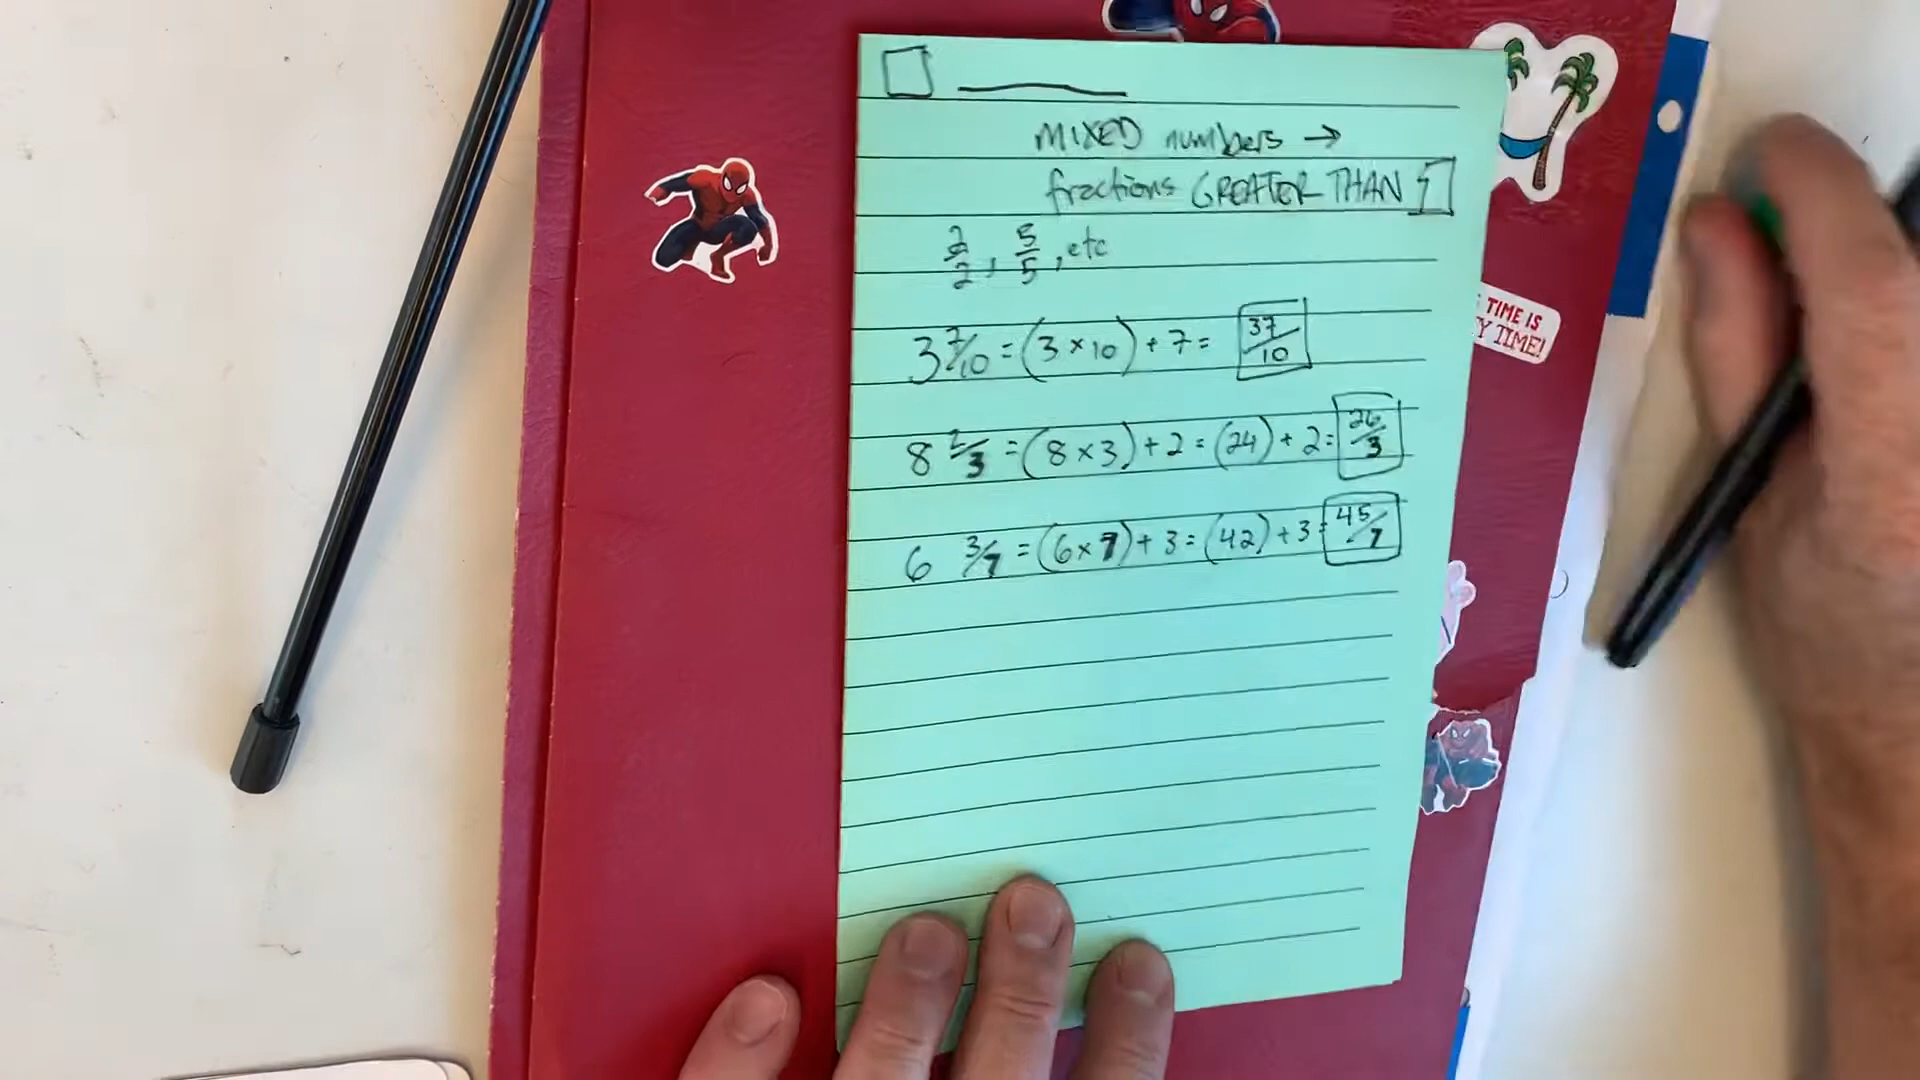 MIXED numbers →
fractions GREATER THAN 1
2/2, 5/5, etc
3 7/10 = (3 × 10) + 7 = 37/10
8 2/3 = (8 × 3) + 2 = (24) + 2 = 26/3
6 3/7 = (6 × 7) + 3 = (42) + 3 = 45/7
TIME IS
TIME!